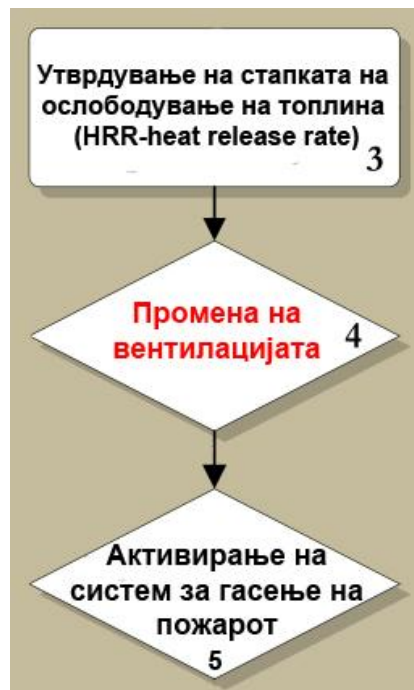 Утврдување на стапката на
ослободување на топлина
(HRR-heat release rate)
3
Промена на
вентилацијата
4
Активирање на
систем за гасење на
пожарот
5